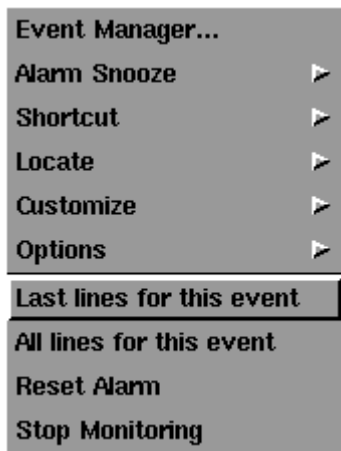 Event Manager...
Alarm Snooze
Shortcut
Locate
Customize
Options
Last lines for this event
All lines for this event
Reset Alarm
Stop Monitoring